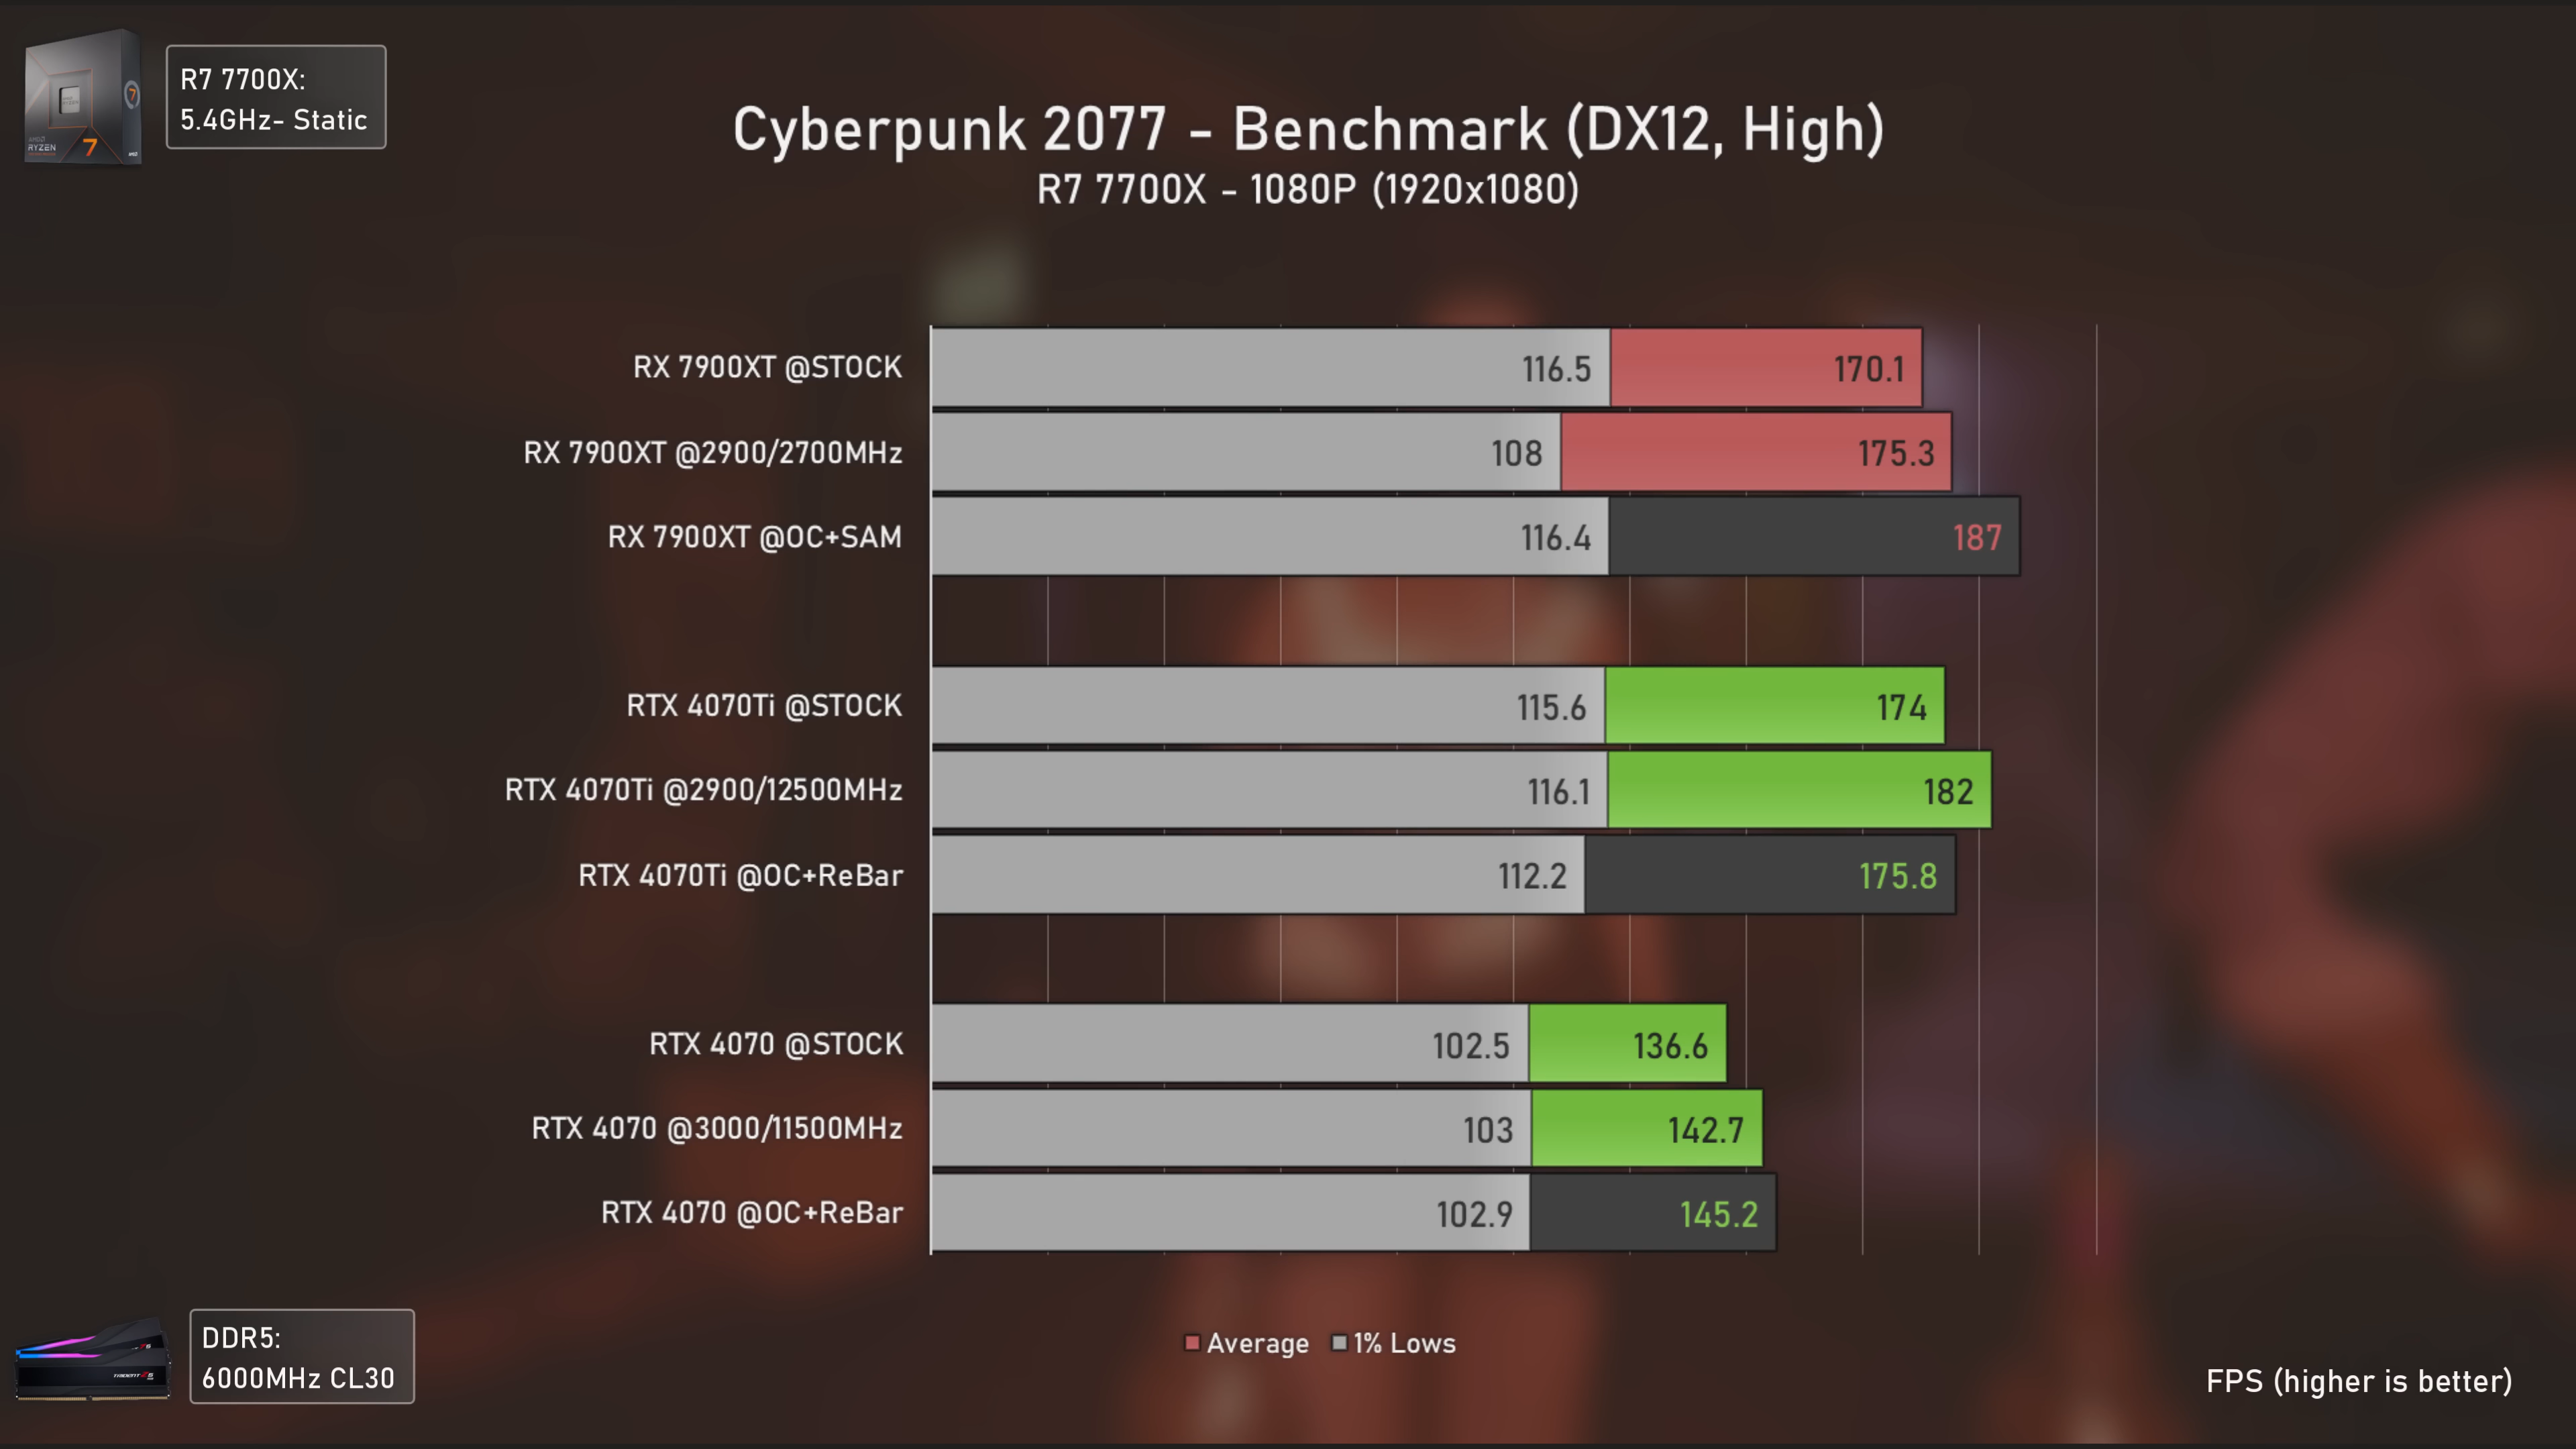 R7 7700X:
5.4GHz- Static
RYZEN
7
7
Cyberpunk 2077 - Benchmark (DX12, High)
R7 7700X - 1080P (1920x1080)
RX 7900XT @STOCK
116.5
170.1
RX 7900XT @2900/2700MHz
108
175.3
RX 7900XT @OC+SAM
116.4
187
RTX 4070Ti @STOCK
115.6
174
RTX 4070Ti @2900/12500MHz
116.1
182
RTX 4070Ti @OC+ReBar
112.2
175.8
RTX 4070 @STOCK
102.5
136.6
RTX 4070 @3000/11500MHz
103
142.7
RTX 4070 @OC+ReBar
102.9
145.2
Average
1% Lows
DDR5:
6000MHz CL30
FPS (higher is better)